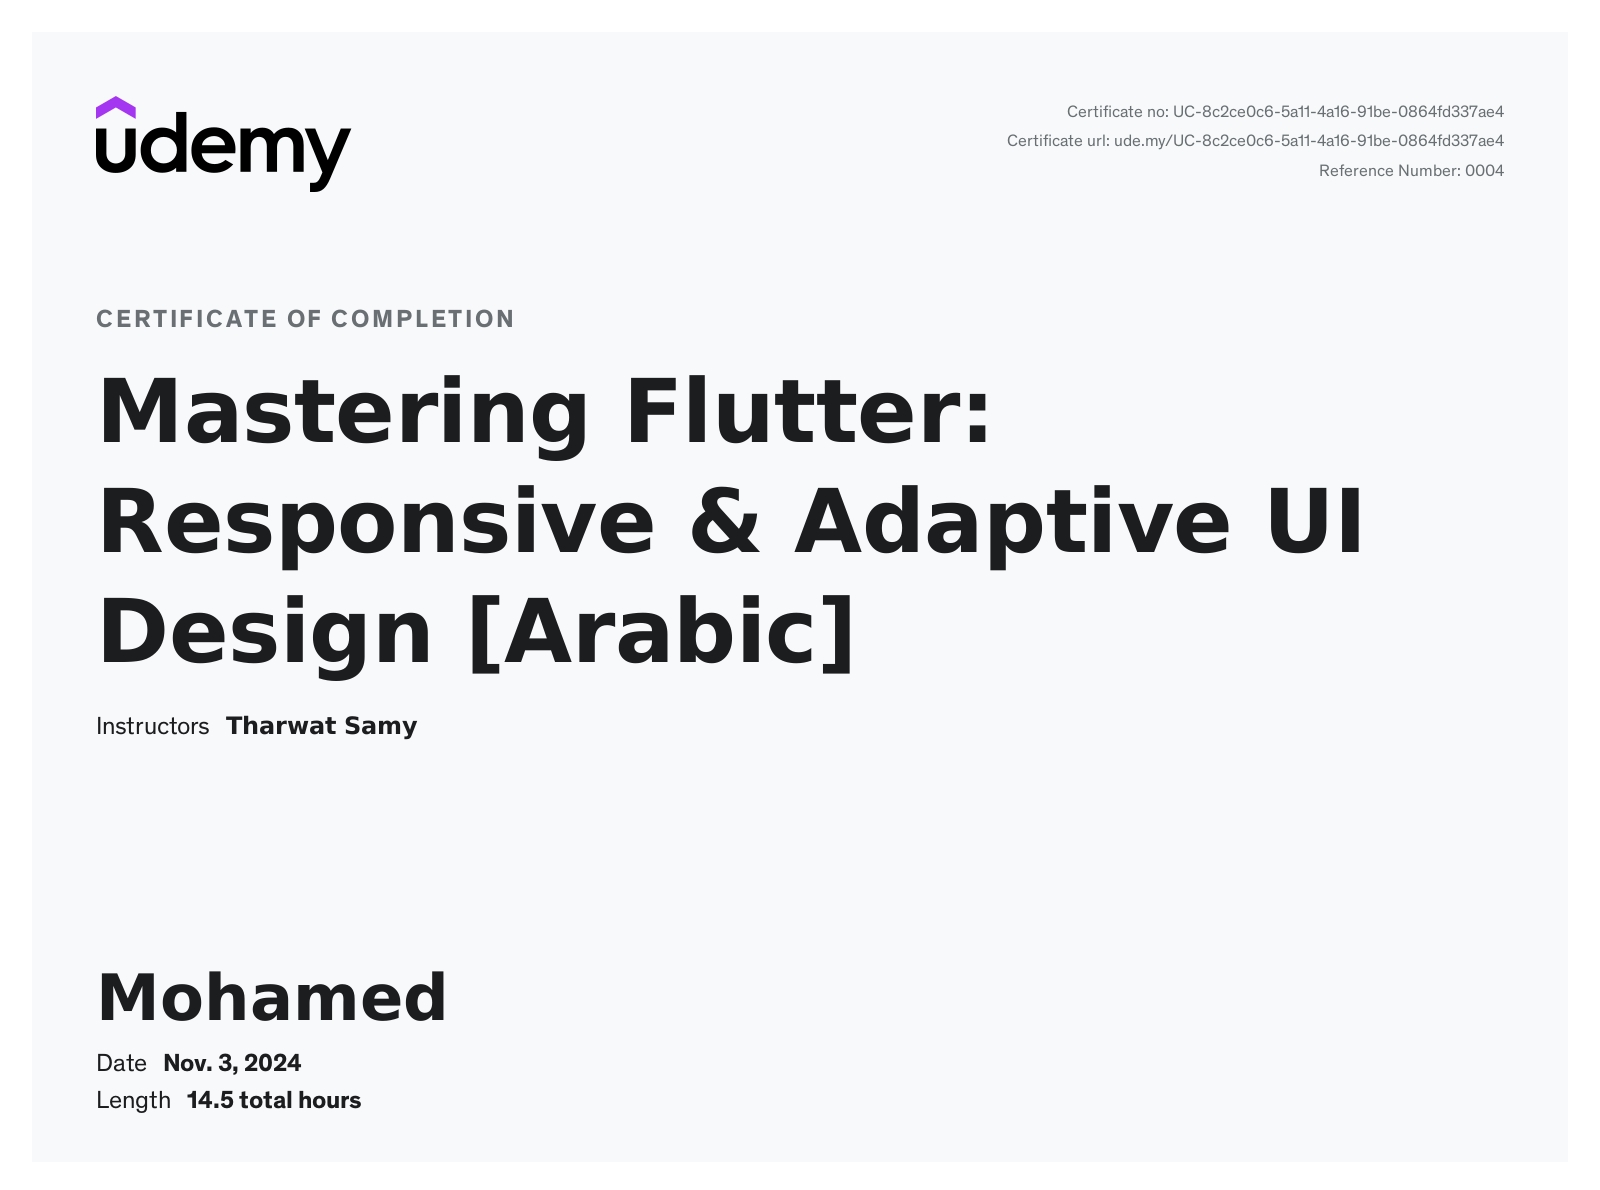 udemy
Certificate no: UC-8c2ce0c6-5a11-4a16-91be-0864fd337ae4
Certificate url: ude.my/UC-8c2ce0c6-5a11-4a16-91be-0864fd337ae4
Reference Number: 0004
CERTIFICATE OF COMPLETION
Mastering Flutter:
Responsive & Adaptive UI
Design [Arabic]
Instructors Tharwat Samy
Mohamed
Date Nov. 3, 2024
Length 14.5 total hours